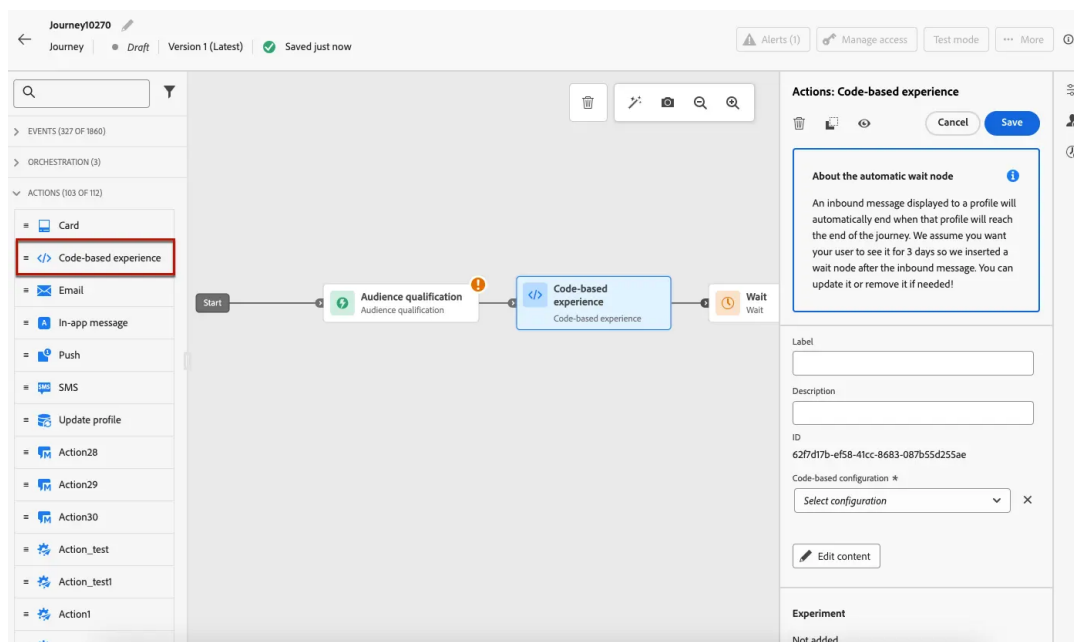 Journey10270
Journey
Draft
Version 1 (Latest)
Saved just now
Alerts (1)
Manage access
Test mode
··· More
EVENTS (327 OF 1860)
ORCHESTRATION (3)
ACTIONS (103 OF 112)
Card
</> Code-based experience
Email
A In-app message
Push
SMS SMS
Update profile
M Action28
M Action29
M Action30
Action_test
Action_test1
Action1
Start
Audience qualification
Audience qualification
</> Code-based
experience
Code-based experience
Wait
Wait
Actions: Code-based experience
Cancel
Save
About the automatic wait node
An inbound message displayed to a profile will
automatically end when that profile will reach
the end of the journey. We assume you want
your user to see it for 3 days so we inserted a
wait node after the inbound message. You can
update it or remove it if needed!
Label
Description
ID
62f7d17b-ef58-41cc-8683-087b55d255ae
Code-based configuration *
Select configuration
Edit content
Experiment
Not added